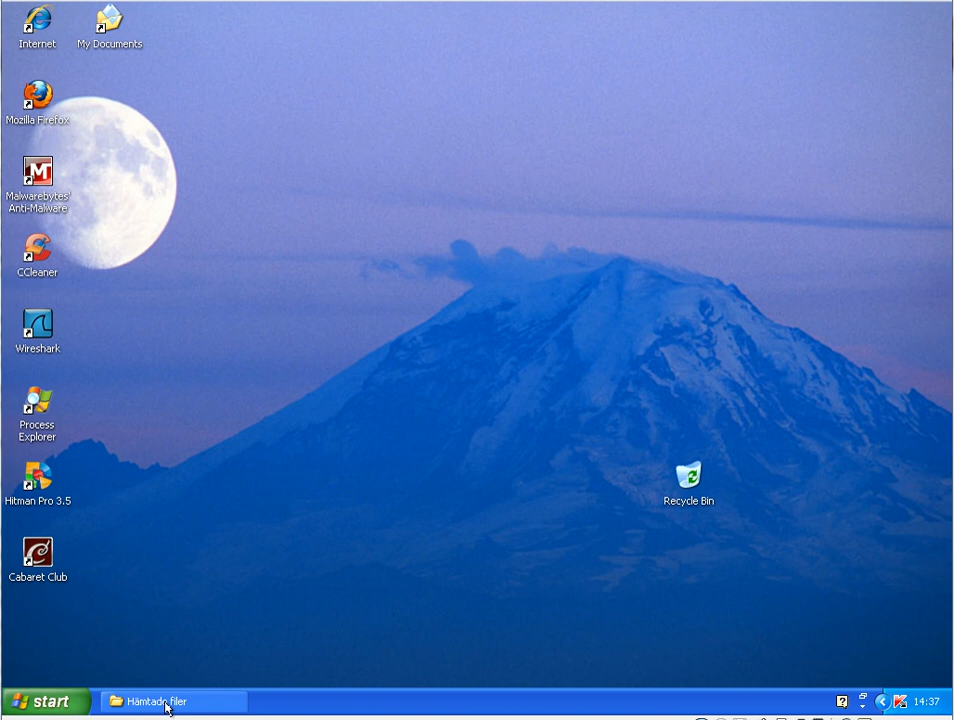 Internet
My Documents
Mozilla Firefox
Malwarebytes'
Anti-Malware
CCleaner
Wireshark
Process
Explorer
Hitman Pro 3.5
Cabaret Club
Recycle Bin
start
Hämtade filer
14:37